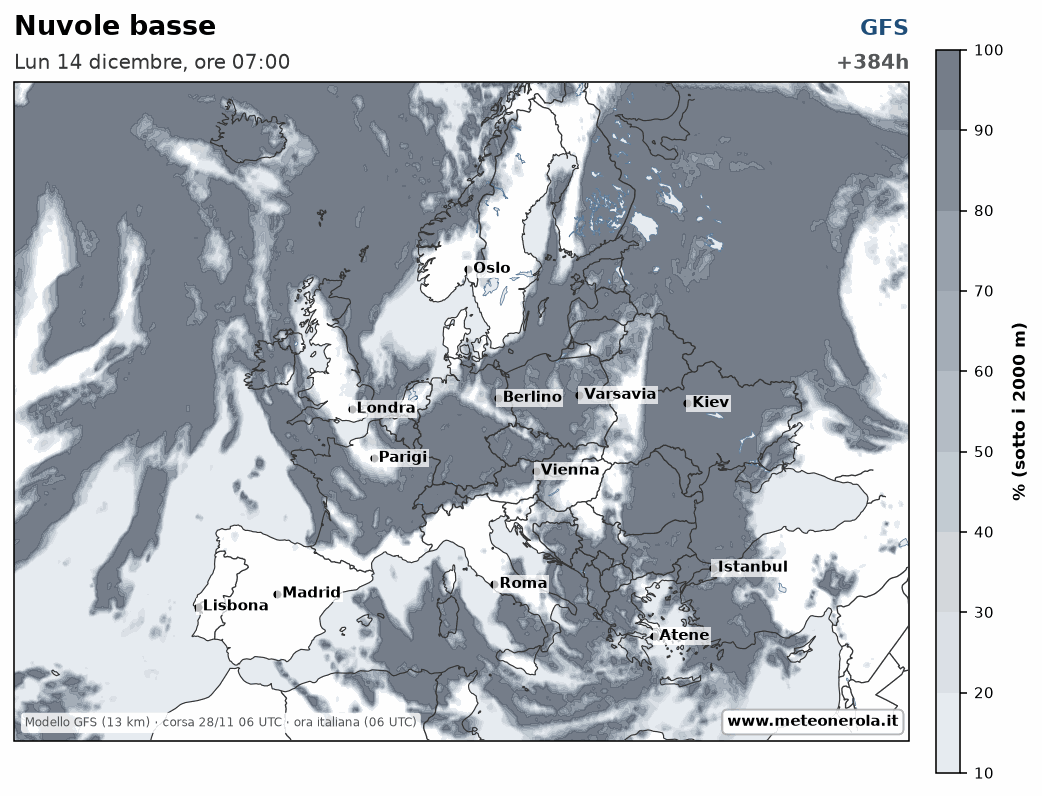 Nuvole basse
GFS
Lun 14 dicembre, ore 07:00
+384h
100
90
80
70
60
50
40
30
20
10
% (sotto i 2000 m)
Oslo
Londra
Berlino
Varsavia
Kiev
Parigi
Vienna
Istanbul
Madrid
Roma
Lisbona
Atene
Modello GFS (13 km) · corsa 28/11 06 UTC · ora italiana (06 UTC)
www.meteonerola.it